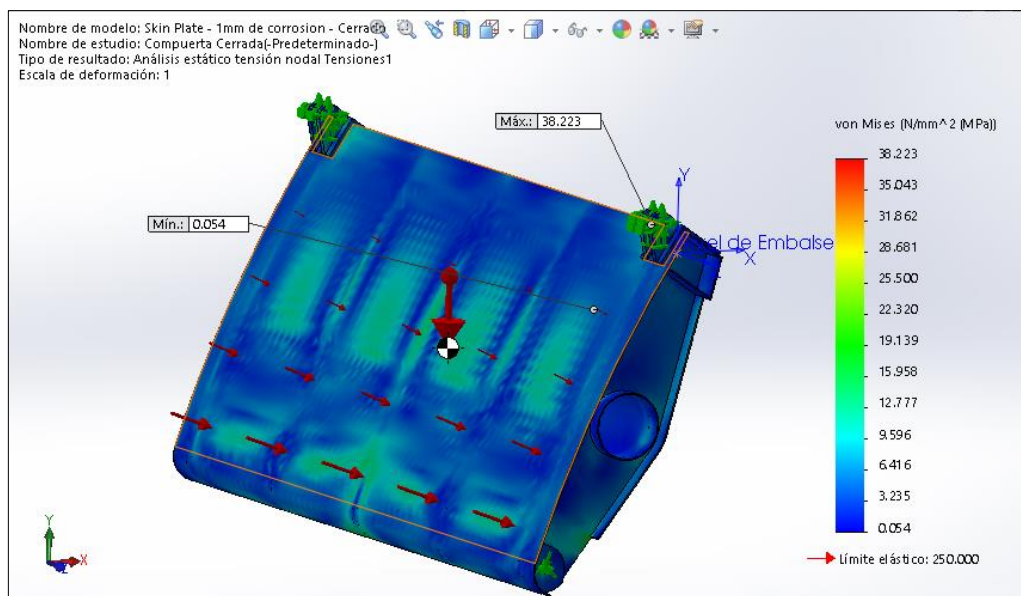 Nombre de modelo: Skin Plate - 1mm de corrosion - Cerrado
Nombre de estudio: Compuerta Cerrada(-Predeterminado-)
Tipo de resultado: Análisis estático tensión nodal Tensiones1
Escala de deformación: 1
Máx.: 38.223
Mín.: 0.054
Y
de Embalse
X
von Mises (N/mm^2 (MPa))
38.223
35.043
31.862
28.681
25.500
22.320
19.139
15.958
12.777
9.596
6.416
3.235
0.054
Límite elástico: 250.000
Y
X
Z